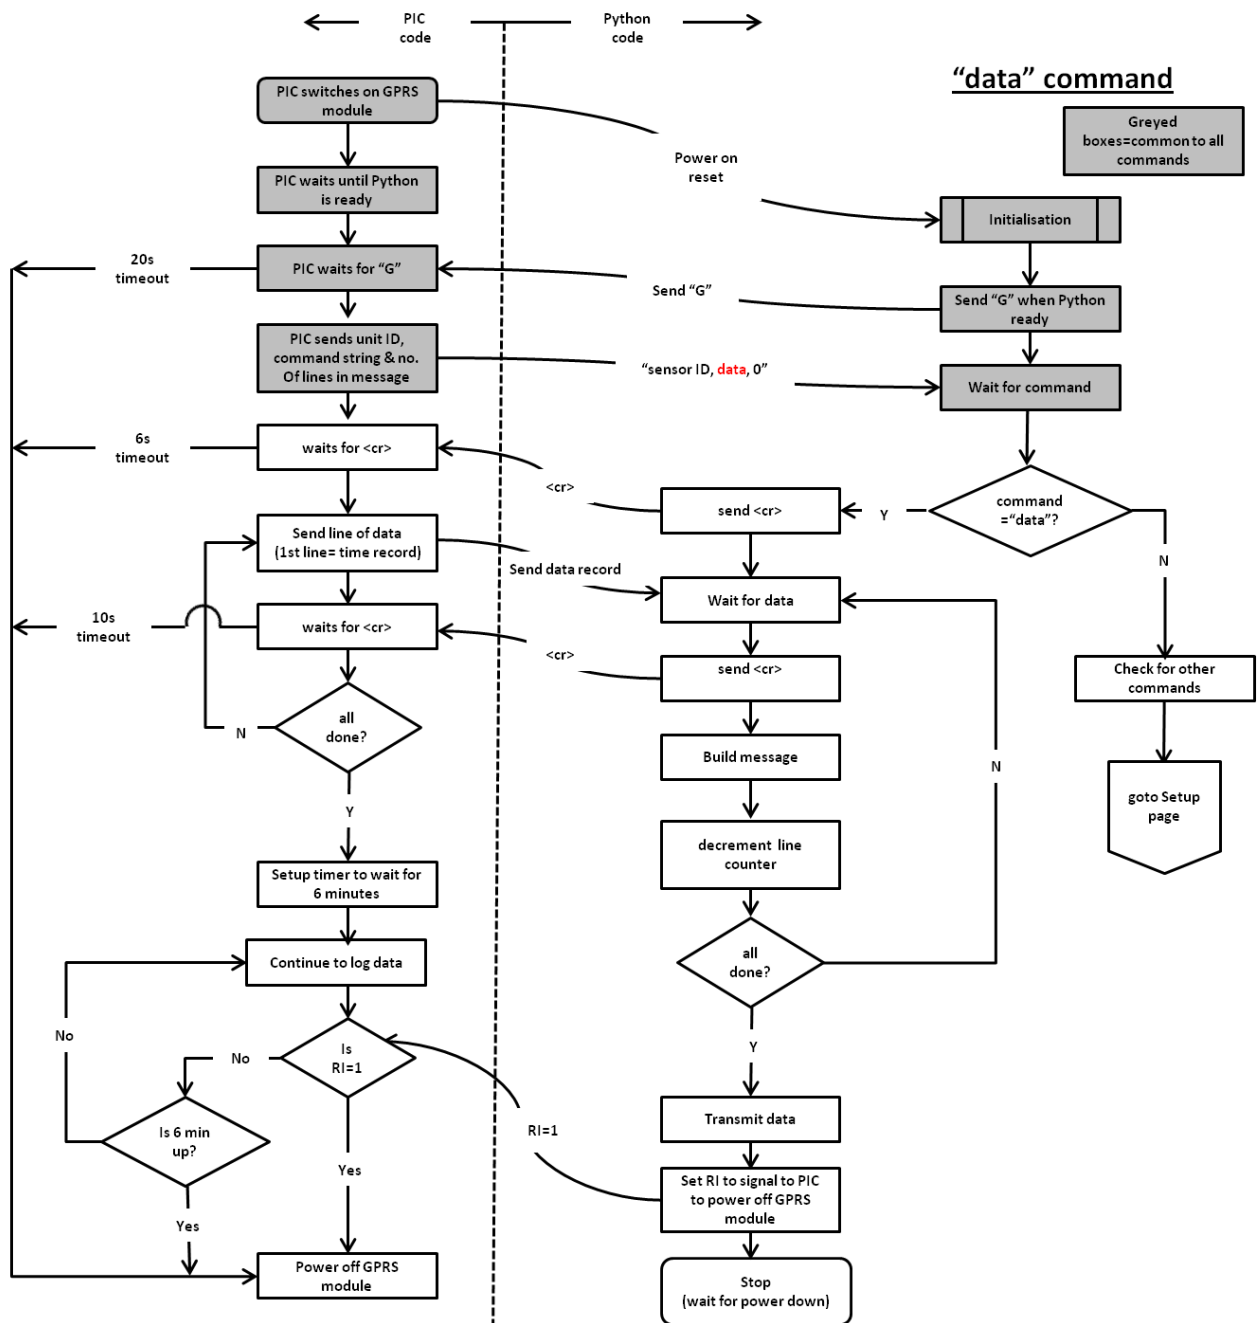 PIC
code
Python
code
"data" command
Greyed
boxes=common to all
commands
PIC switches on GPRS
module
Power on
reset
PIC waits until Python
is ready
Initialisation
20s
timeout
PIC waits for "G"
Send "G"
Send "G" when Python
ready
PIC sends unit ID,
command string & no.
Of lines in message
"sensor ID, data, 0"
Wait for command
6s
timeout
waits for <cr>
<cr>
send <cr>
Y
command
="data"?
N
Send line of data
(1st line= time record)
Send data record
Wait for data
10s
timeout
waits for <cr>
<cr>
send <cr>
Check for other
commands
all
done?
N
Build message
N
goto Setup
page
Y
decrement line
counter
Setup timer to wait for
6 minutes
Continue to log data
all
done?
No
Is
RI=1
No
Y
Is 6 min
up?
RI=1
Transmit data
Yes
Set RI to signal to PIC
to power off GPRS
module
Yes
Power off GPRS
module
Stop
(wait for power down)